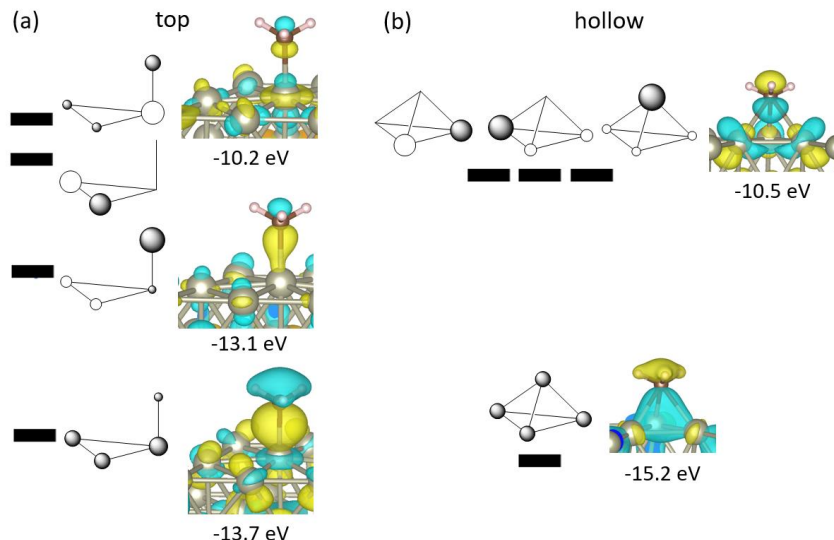 (a) top
-10.2 eV
-13.1 eV
-13.7 eV
(b) hollow
-10.5 eV
-15.2 eV